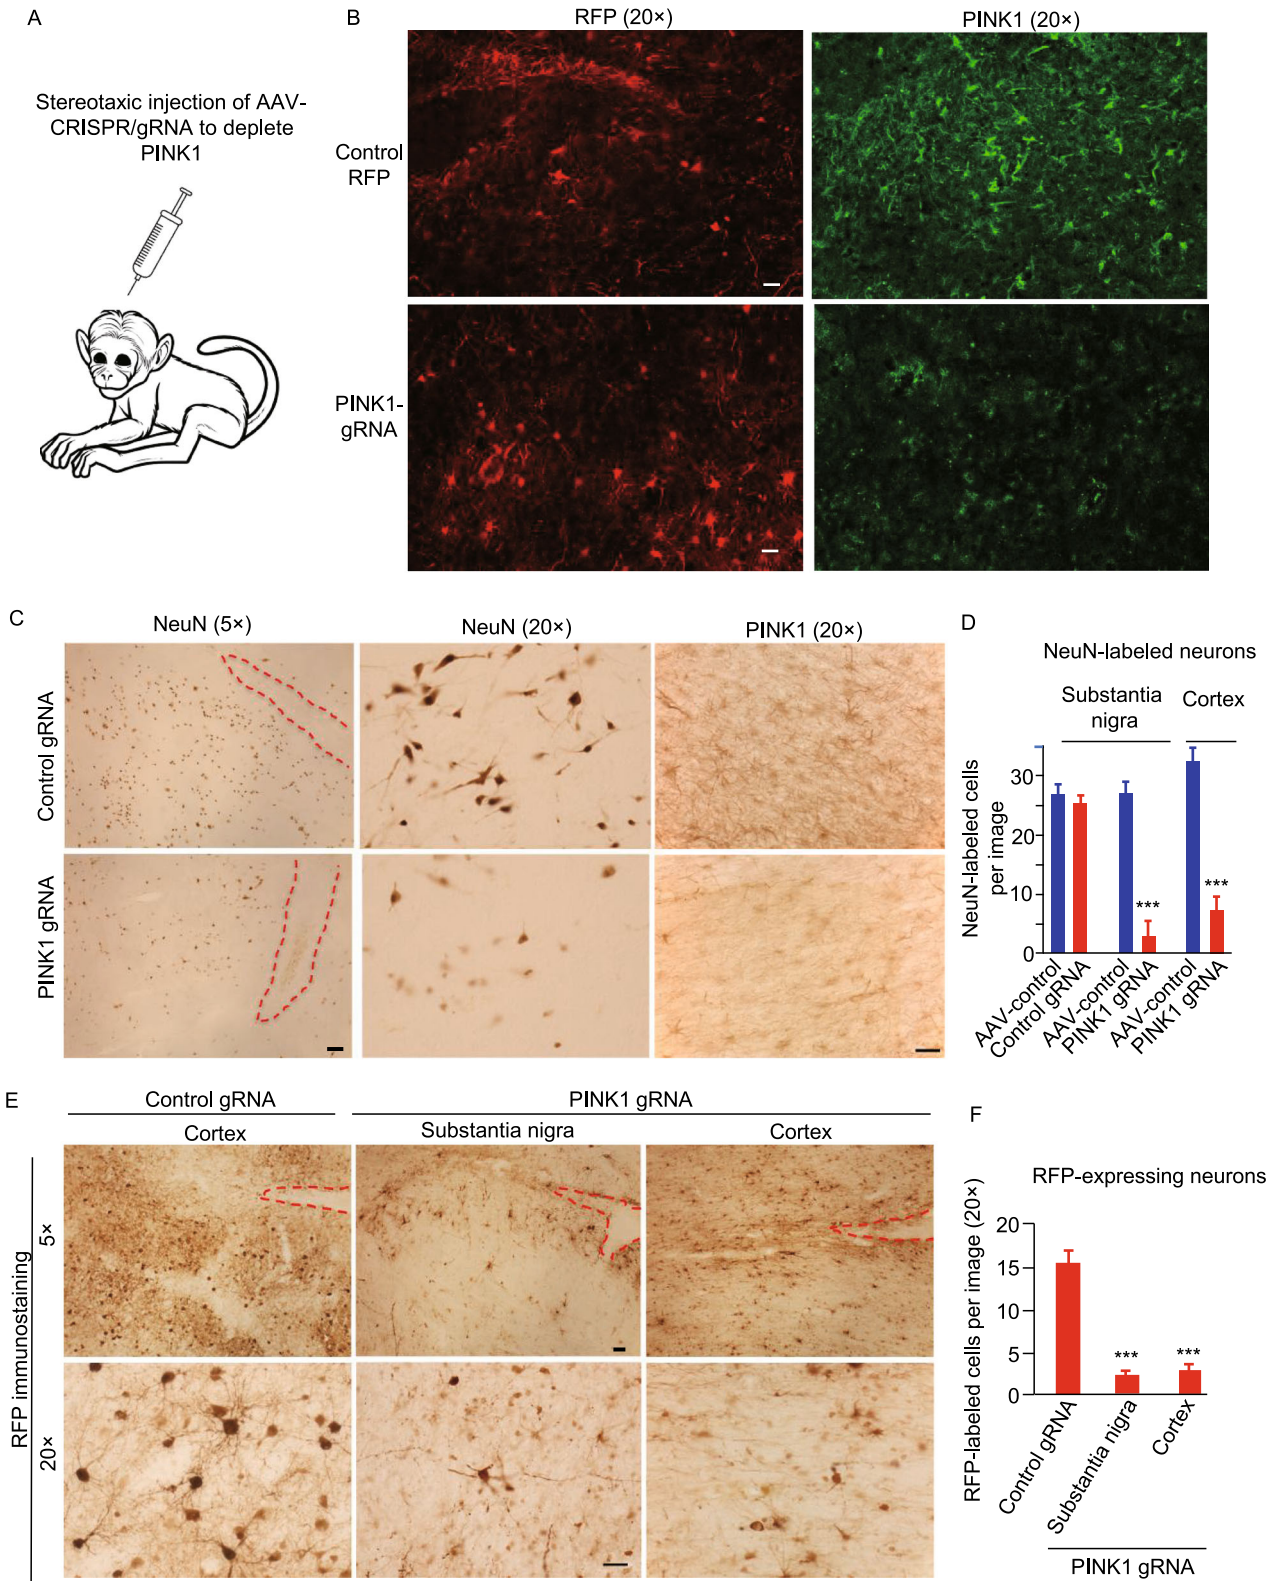 A
Stereotaxic injection of AAV-
CRISPR/gRNA to deplete
PINK1
B
RFP (20×)
PINK1 (20×)
Control
RFP
PINK1-
gRNA
C
NeuN (5×)
NeuN (20×)
PINK1 (20×)
Control gRNA
PINK1 gRNA
D
NeuN-labeled neurons
Substantia
nigra
Cortex
NeuN-labeled cells
per image
30
20
10
0
***
***
AAV-control
Control gRNA
AAV-control
PINK1 gRNA
AAV-control
PINK1 gRNA
E
Control gRNA
PINK1 gRNA
Cortex
Substantia nigra
Cortex
RFP immunostaining
5×
20×
F
RFP-expressing neurons
RFP-labeled cells per image (20×)
20
15
10
5
0
***
***
Control gRNA
Substantia nigra
Cortex
PINK1 gRNA